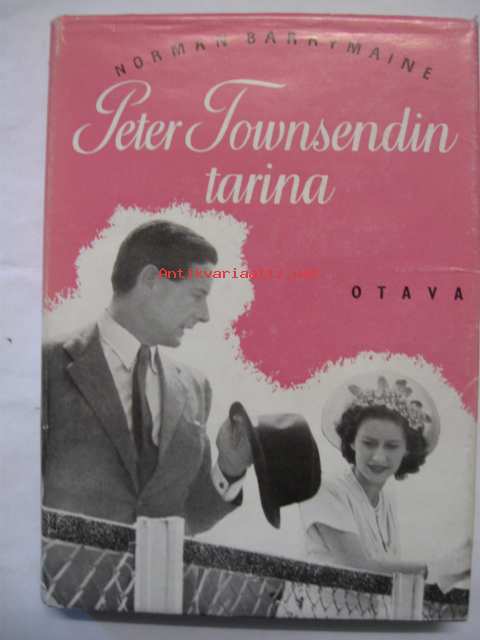 NORMAN BARRYMAINE
Peter Townsendin
tarina
Antikvariaatti.net
OTAVA